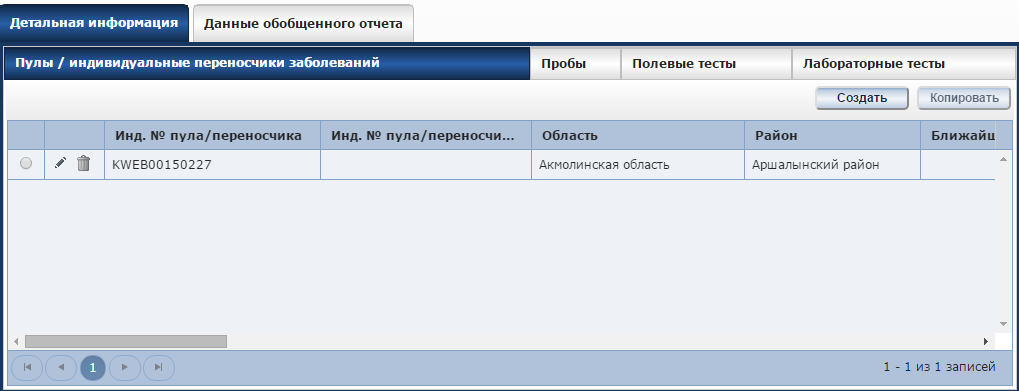 Детальная информация Данные обобщенного отчета
Пулы / индивидуальные переносчики заболеваний Пробы Полевые тесты Лабораторные тесты
Создать Копировать
Инд. № пула/переносчика Инд. № пула/переносчи... Область Район Ближайш
KWEB00150227 Акмолинская область Аршалынский район
1 1 - 1 из 1 записей